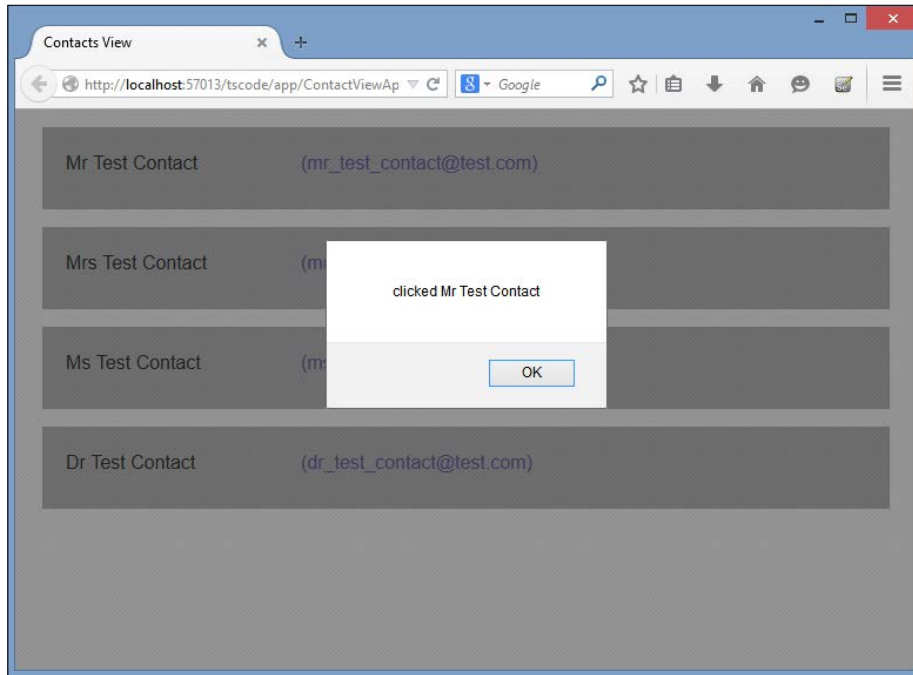 Contacts View
http://localhost:57013/tscode/app/ContactViewAp
8 Google
Mr Test Contact (mr_test_contact@test.com)
Mrs Test Contact
clicked Mr Test Contact
Ms Test Contact
OK
Dr Test Contact (dr_test_contact@test.com)